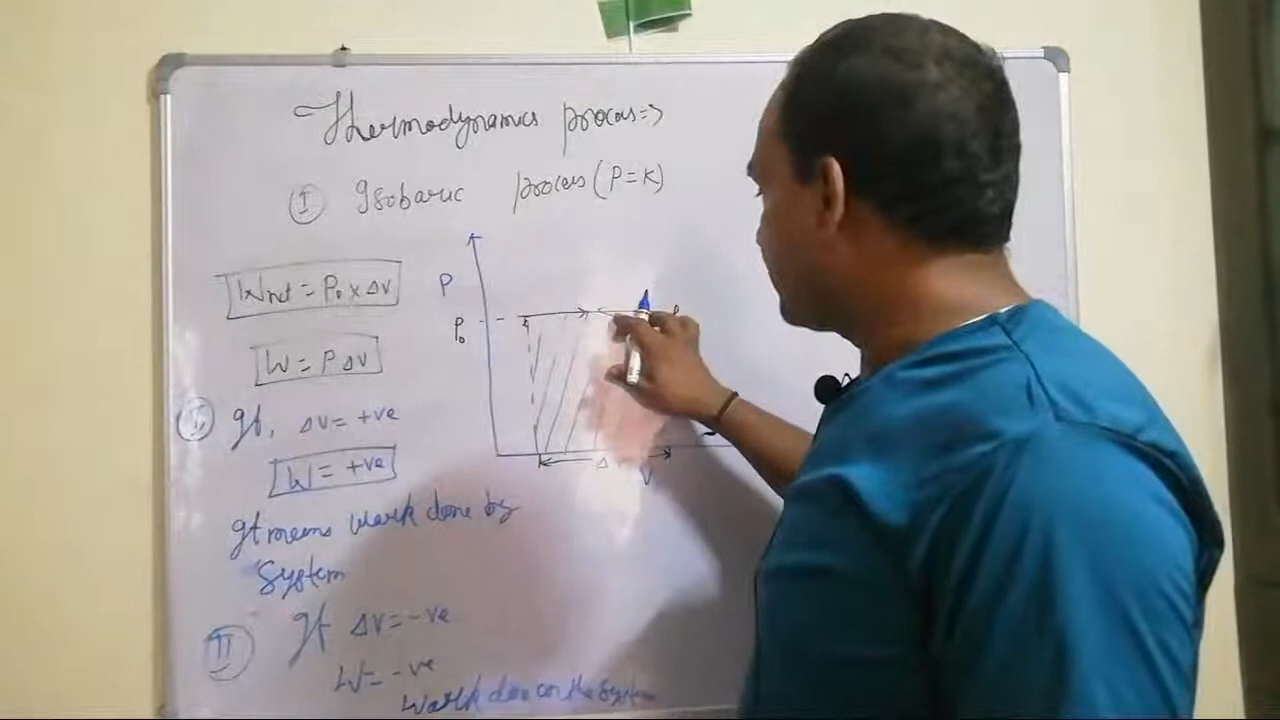 Thermodynamics process=>
I Isobaric process (P=K)
Wnet = P₀ x ΔV
W = P ΔV
I If, ΔV = +ve
W = +ve
It means work done by
System
II If ΔV = -ve
W = -ve
Work done on the System
P
P₀
Δ
V